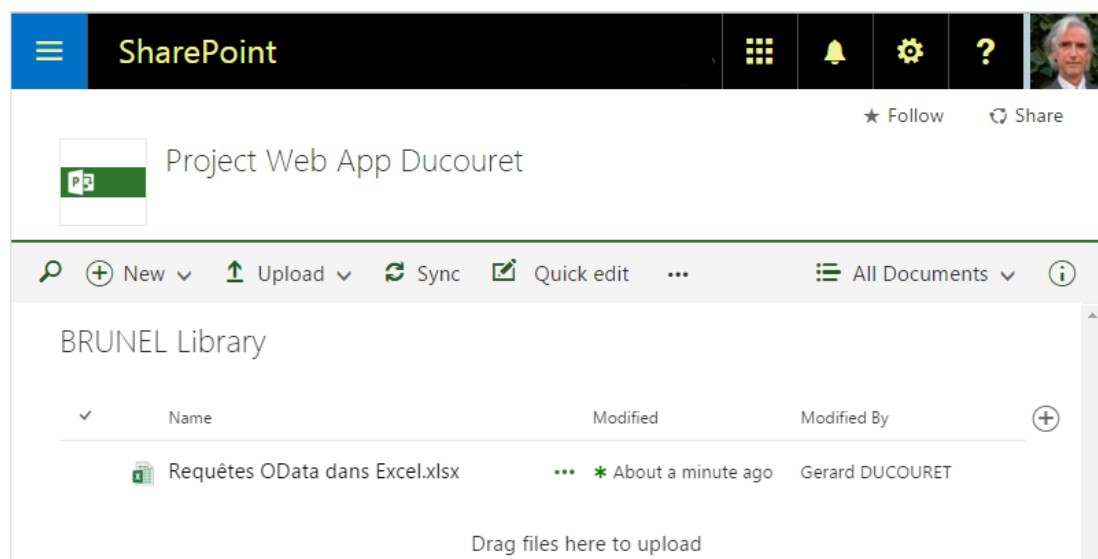 SharePoint ?
★ Follow Share
Project Web App Ducouret
New Upload Sync Quick edit ... All Documents
BRUNEL Library
Name Modified Modified By
Requêtes OData dans Excel.xlsx ... About a minute ago Gerard DUCOURET
Drag files here to upload